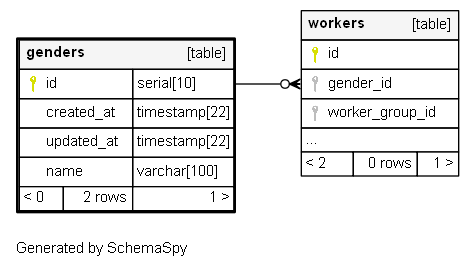 genders [table]
id serial[10]
created_at timestamp[22]
updated_at timestamp[22]
name varchar[100]
< 0 2 rows 1 >
workers [table]
id
gender_id
worker_group_id
...
< 2 0 rows 1 >
Generated by SchemaSpy